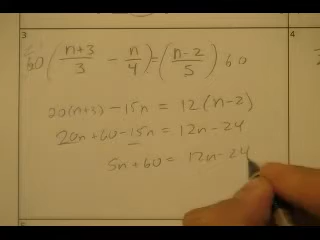 3
4
60( (n+3)/3 - n/4 ) = ( (n-2)/5 ) 60
20(n+3) - 15n = 12(n-2)
20n + 60 - 15n = 12n - 24
5n + 60 = 12n - 24
5